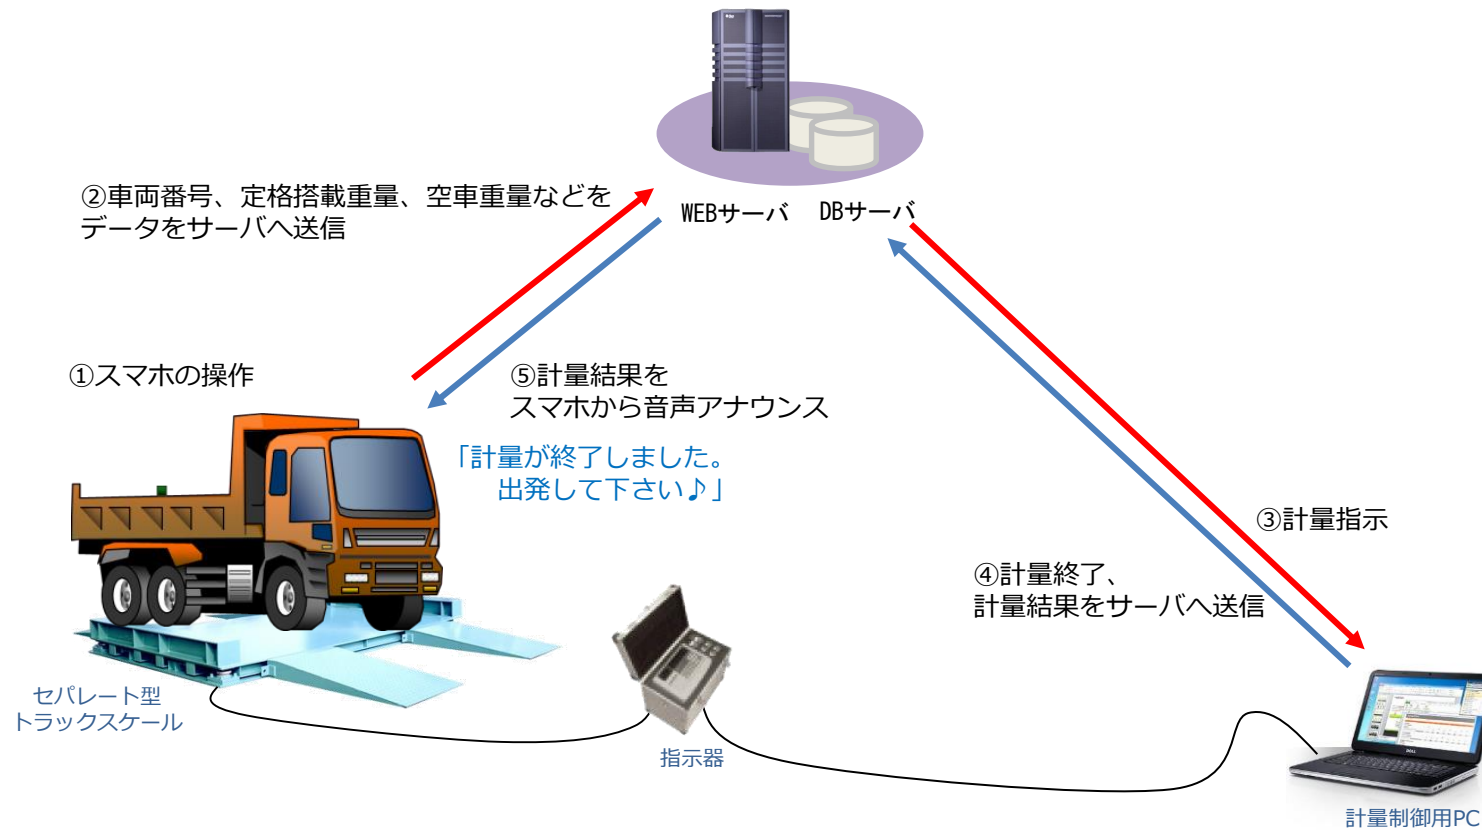 ②車両番号、定格搭載重量、空車重量などを
データをサーバへ送信
WEBサーバ DBサーバ
①スマホの操作
⑤計量結果を
スマホから音声アナウンス
「計量が終了しました。
出発して下さい♪」
③計量指示
④計量終了、
計量結果をサーバへ送信
セパレート型
トラックスケール
指示器
計量制御用PC